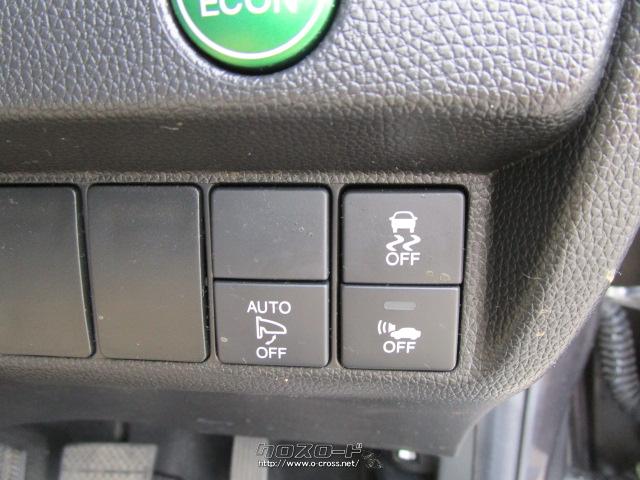 ECON
OFF
AUTO
OFF
OFF
クロスロード
http://www.o-cross.net/